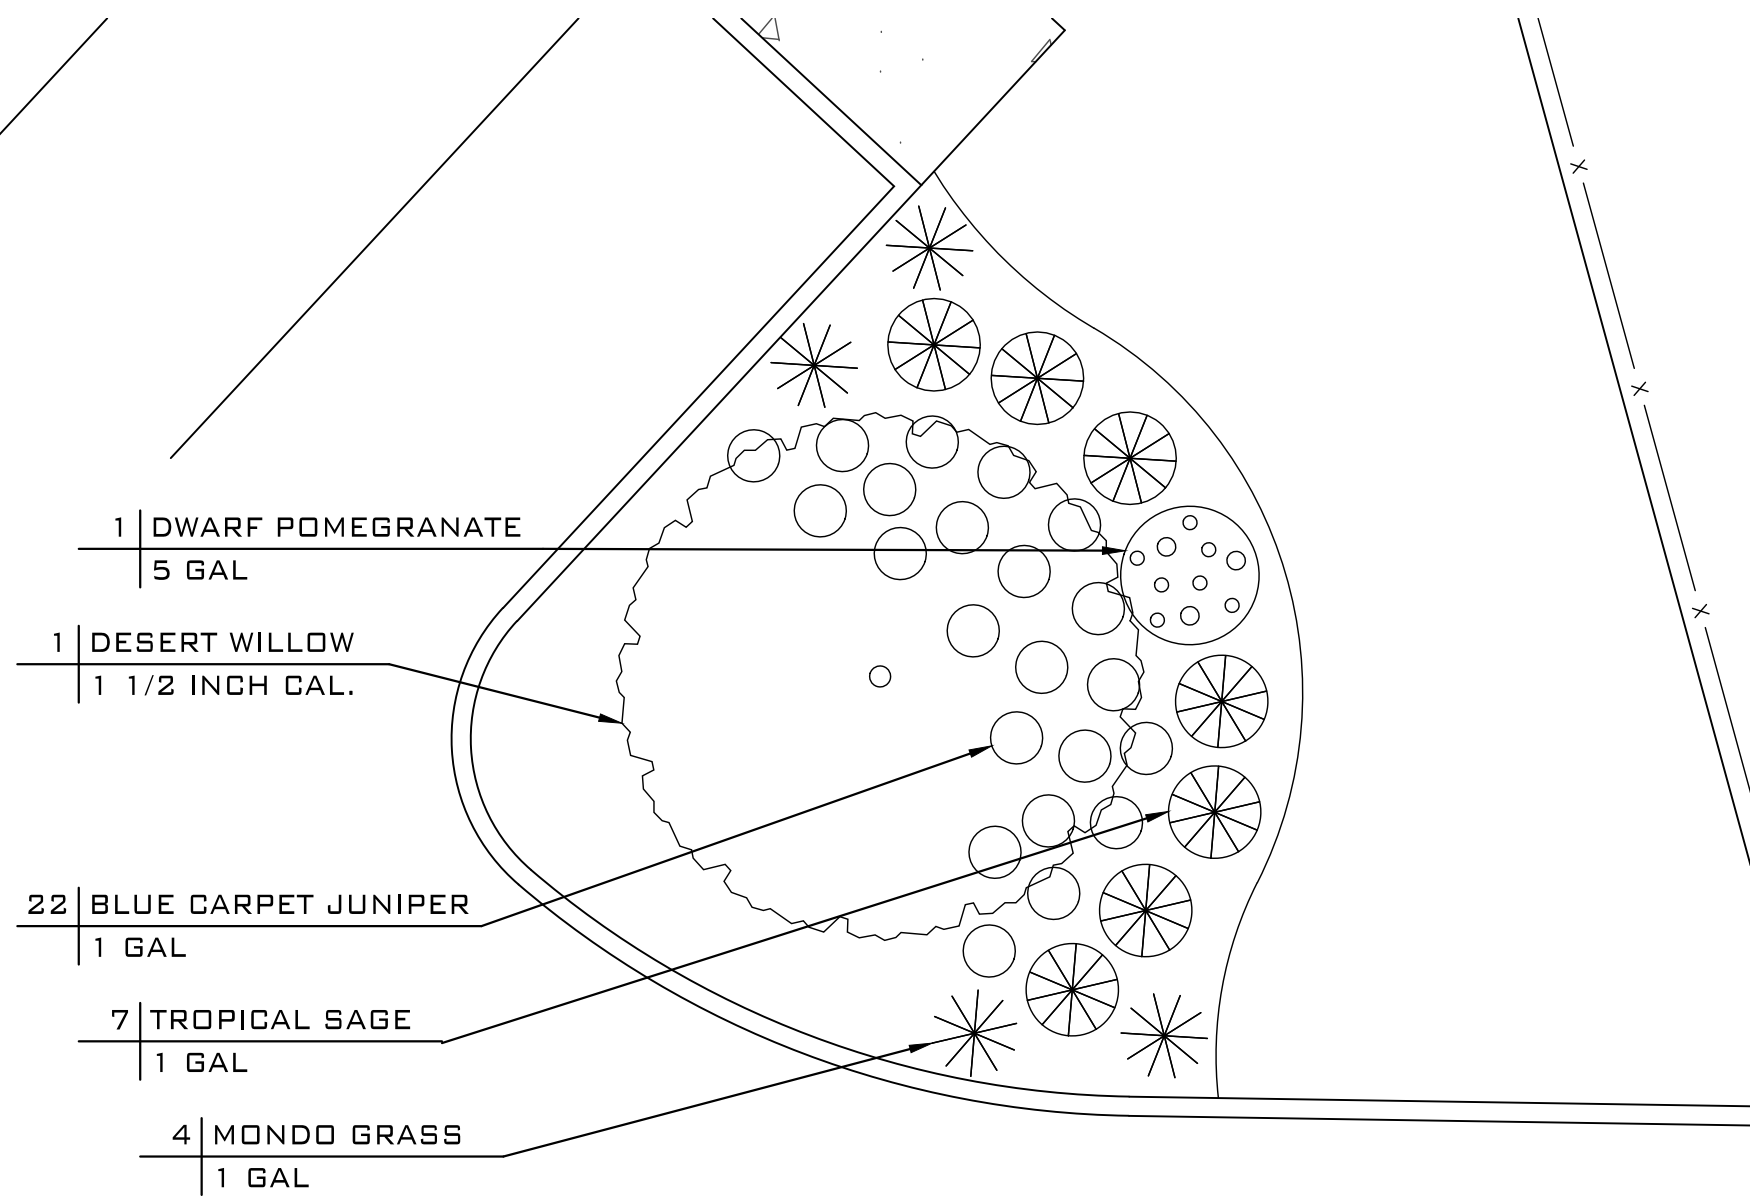 1 DWARF POMEGRANATE
5 GAL
1 DESERT WILLOW
1 1/2 INCH CAL.
22 BLUE CARPET JUNIPER
1 GAL
7 TROPICAL SAGE
1 GAL
4 MONDO GRASS
1 GAL
X
X
X